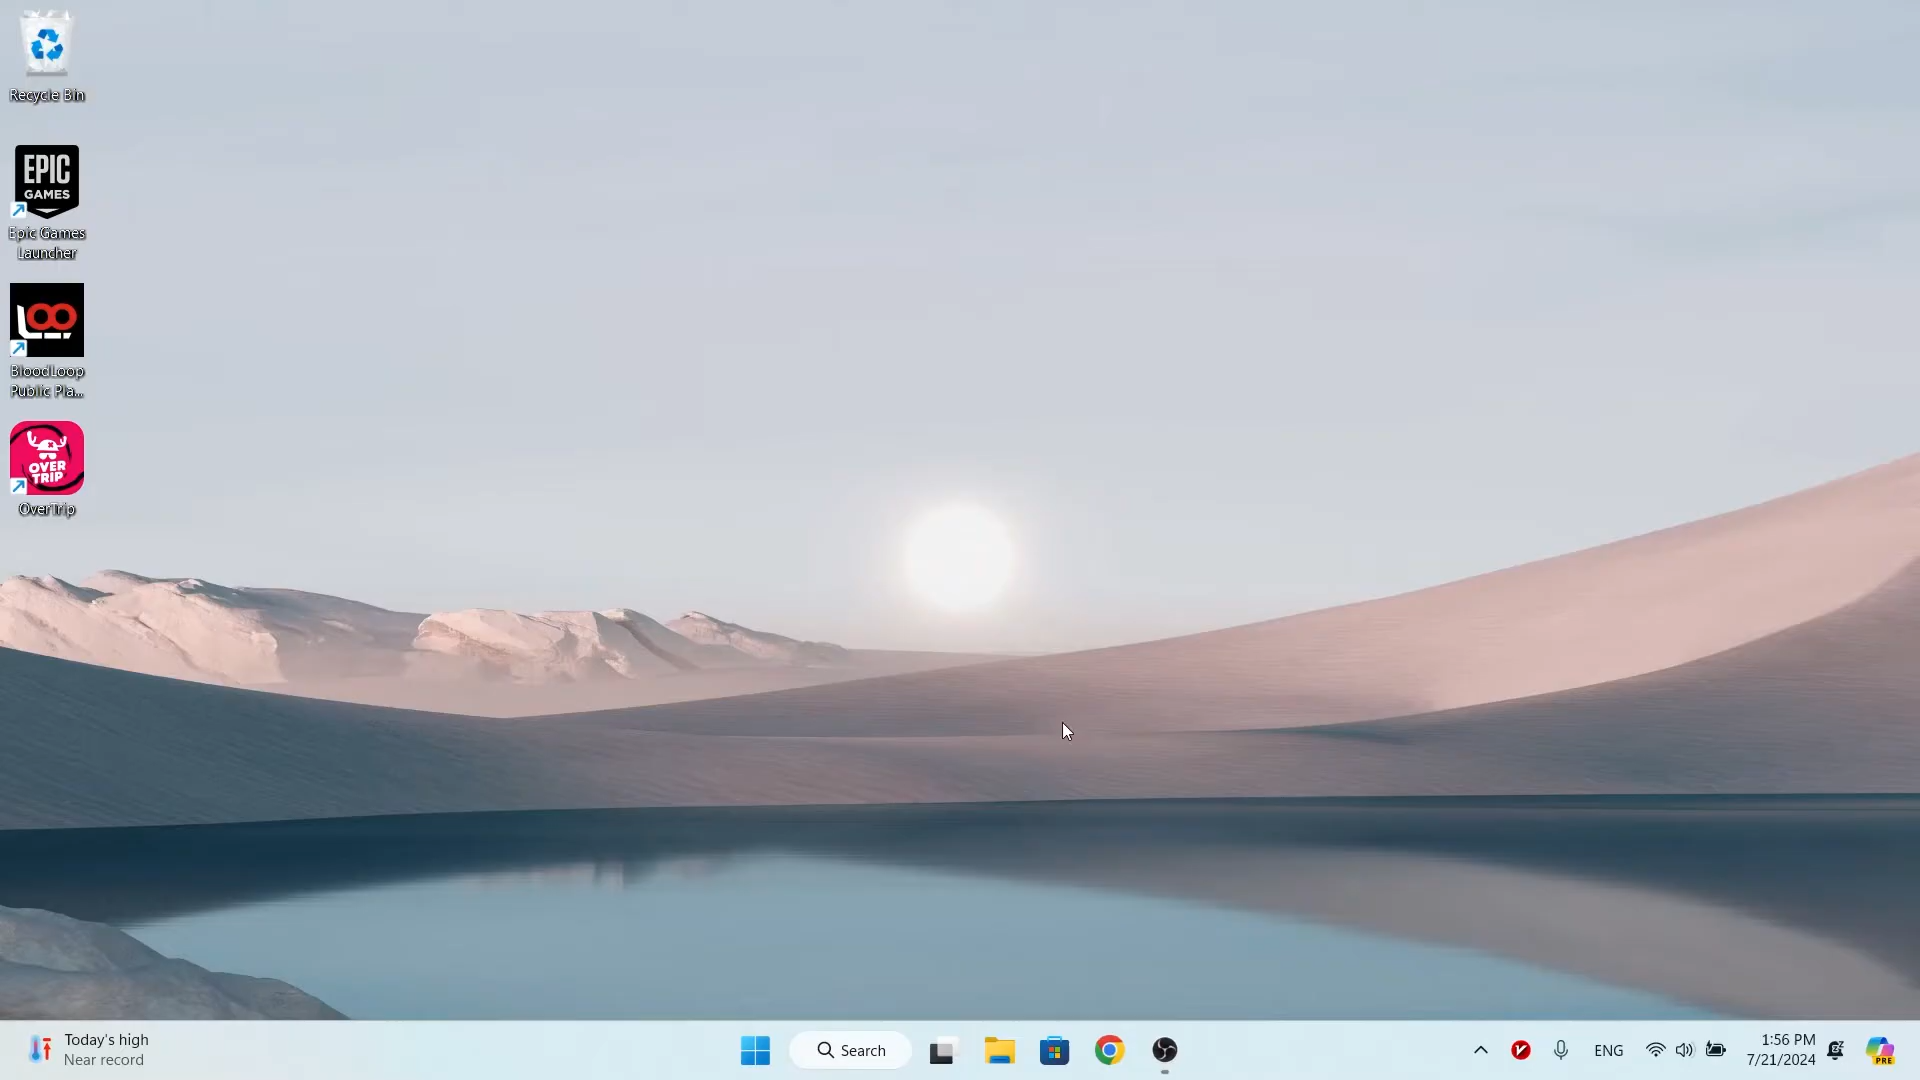 Recycle Bin
EPIC
GAMES
Epic Games
Launcher
BloodLoop
Public Pla...
OVER
TRIP
OverTrip
Today's high
Near record
Search
ENG
1:56 PM
7/21/2024
PRE